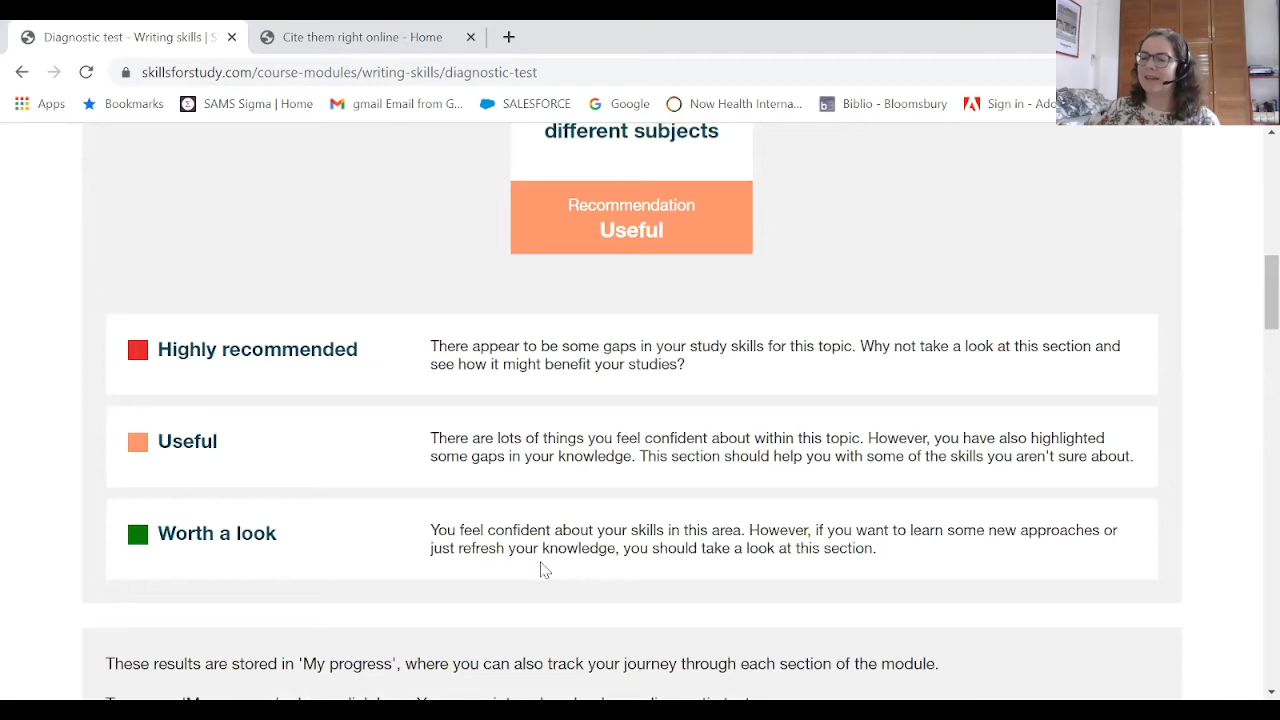 Diagnostic test - Writing skills | S
Cite them right online - Home
skillsforstudy.com/course-modules/writing-skills/diagnostic-test
Apps
Bookmarks
SAMS Sigma | Home
gmail Email from G...
SALESFORCE
Google
Now Health Interna...
Biblio - Bloomsbury
Sign in - Ado
different subjects
Recommendation
Useful
Highly recommended
There appear to be some gaps in your study skills for this topic. Why not take a look at this section and
see how it might benefit your studies?
Useful
There are lots of things you feel confident about within this topic. However, you have also highlighted
some gaps in your knowledge. This section should help you with some of the skills you aren't sure about.
Worth a look
You feel confident about your skills in this area. However, if you want to learn some new approaches or
just refresh your knowledge, you should take a look at this section.
These results are stored in 'My progress', where you can also track your journey through each section of the module.